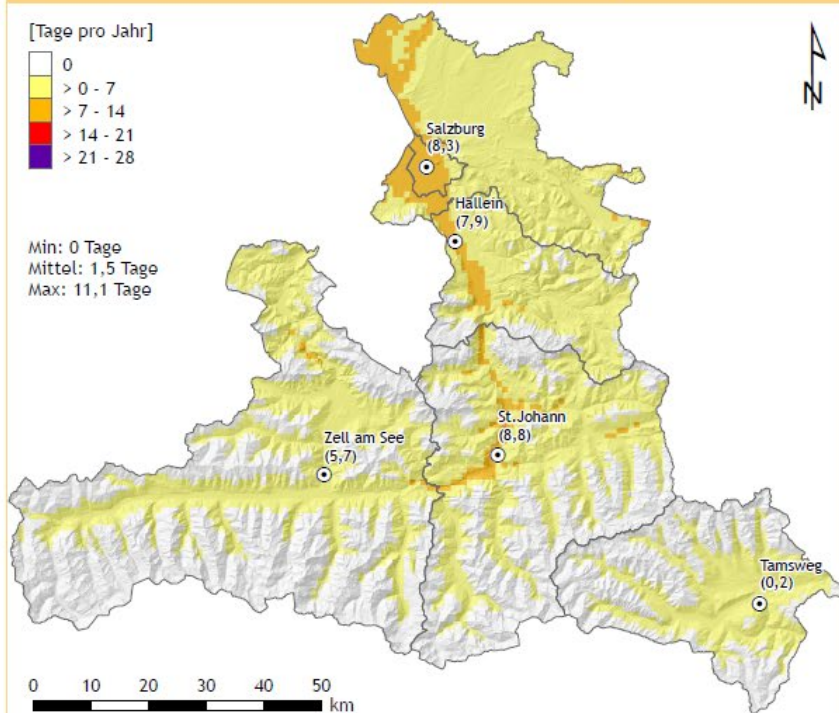 [Tage pro Jahr]
0
> 0 - 7
> 7 - 14
> 14 - 21
> 21 - 28
N
Salzburg
(8,3)
Hallein
(7,9)
Min: 0 Tage
Mittel: 1,5 Tage
Max: 11,1 Tage
St.Johann
(8,8)
Zell am See
(5,7)
Tamsweg
(0,2)
0 10 20 30 40 50
km